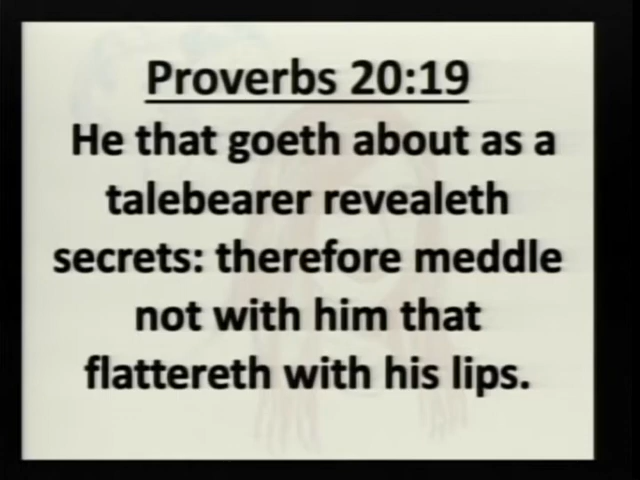 Proverbs 20:19
He that goeth about as a
talebearer revealeth
secrets: therefore meddle
not with him that
flattereth with his lips.